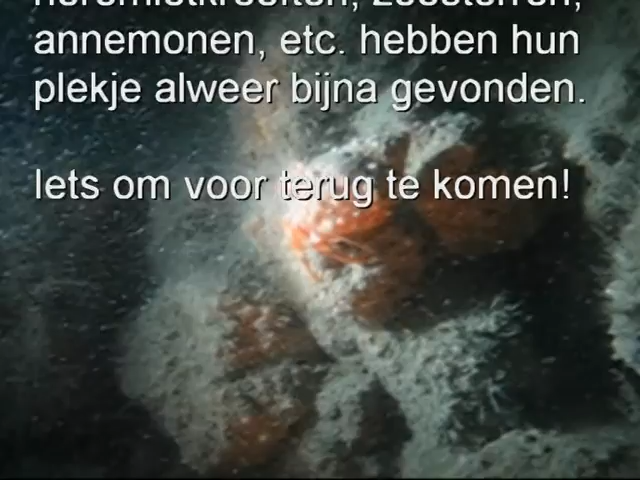 annemonen, etc. hebben hun
plekje alweer bijna gevonden.
Iets om voor terug te komen!